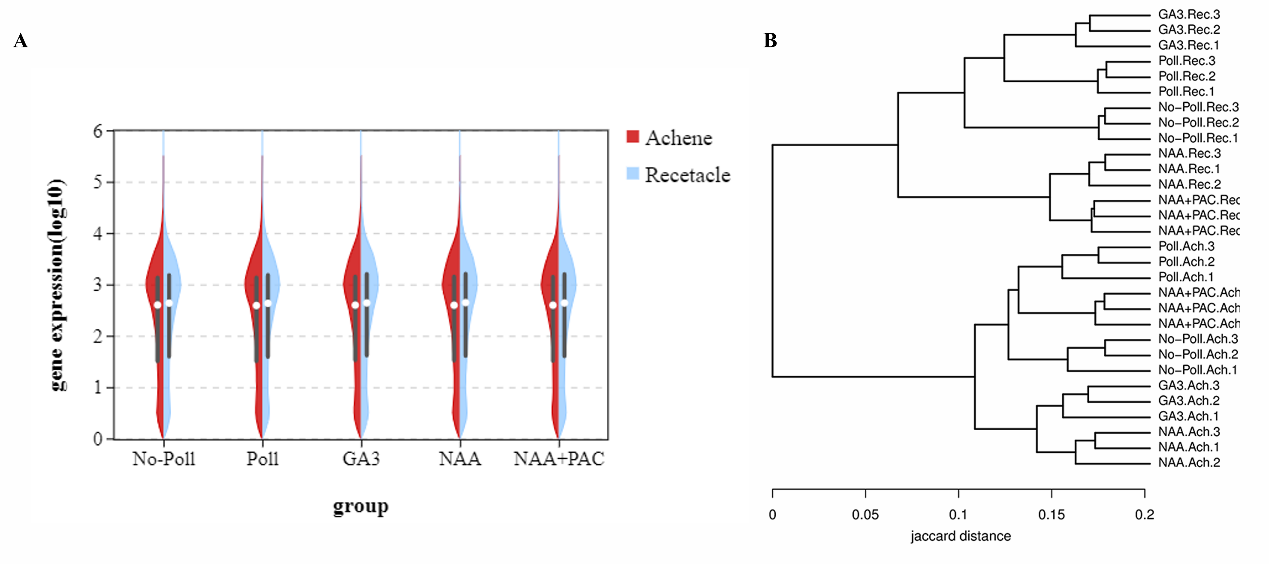 A
B
6
5
4
3
2
1
0
gene expression(log10)
No-Poll
Poll
GA3
NAA
NAA+PAC
group
Achene
Recetacle
GA3.Rec.3
GA3.Rec.2
GA3.Rec.1
Poll.Rec.3
Poll.Rec.2
Poll.Rec.1
No−Poll.Rec.3
No−Poll.Rec.2
No−Poll.Rec.1
NAA.Rec.3
NAA.Rec.1
NAA.Rec.2
NAA+PAC.Rec
NAA+PAC.Rec
NAA+PAC.Rec
Poll.Ach.3
Poll.Ach.2
Poll.Ach.1
NAA+PAC.Ach
NAA+PAC.Ach
NAA+PAC.Ach
No−Poll.Ach.3
No−Poll.Ach.2
No−Poll.Ach.1
GA3.Ach.3
GA3.Ach.2
GA3.Ach.1
NAA.Ach.3
NAA.Ach.1
NAA.Ach.2
0
0.05
0.1
0.15
0.2
jaccard distance